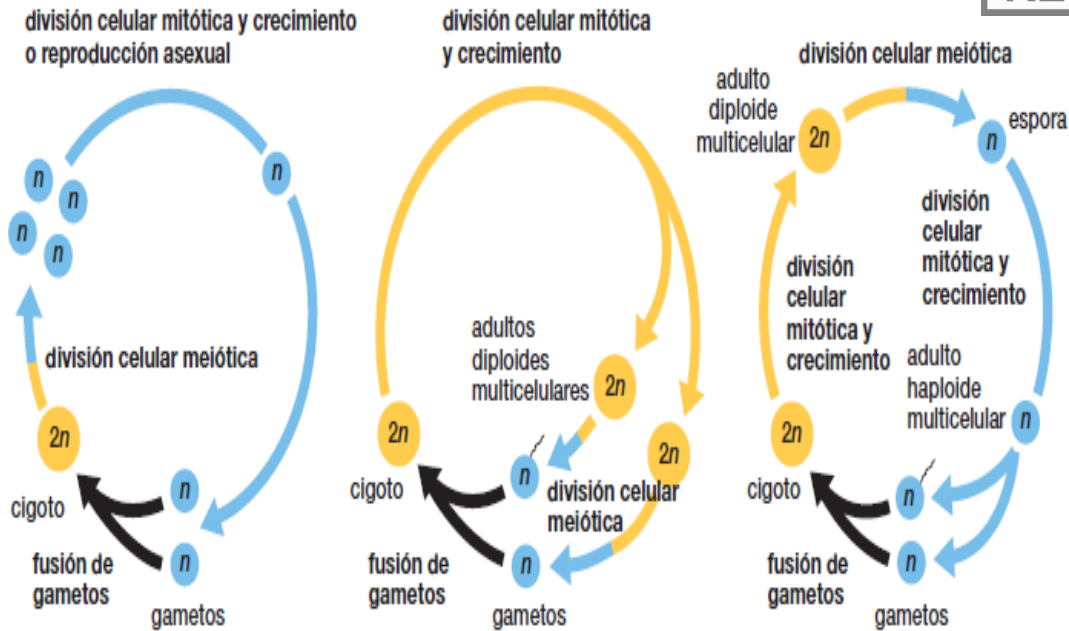 división celular mitótica y crecimiento
o reproducción asexual
n
n
n
n
n
división celular meiótica
2n
cigoto
n
n
fusión de
gametos
gametos
división celular mitótica
y crecimiento
adultos
diploides
multicelulares
2n
2n
2n
cigoto
n
división celular
meiótica
n
fusión de
gametos
gametos
división celular meiótica
adulto
diploide
multicelular
2n
n
espora
división
celular
mitótica y
crecimiento
división
celular
mitótica y
crecimiento
adulto
haploide
multicelular
n
2n
cigoto
n
n
fusión de
gametos
gametos